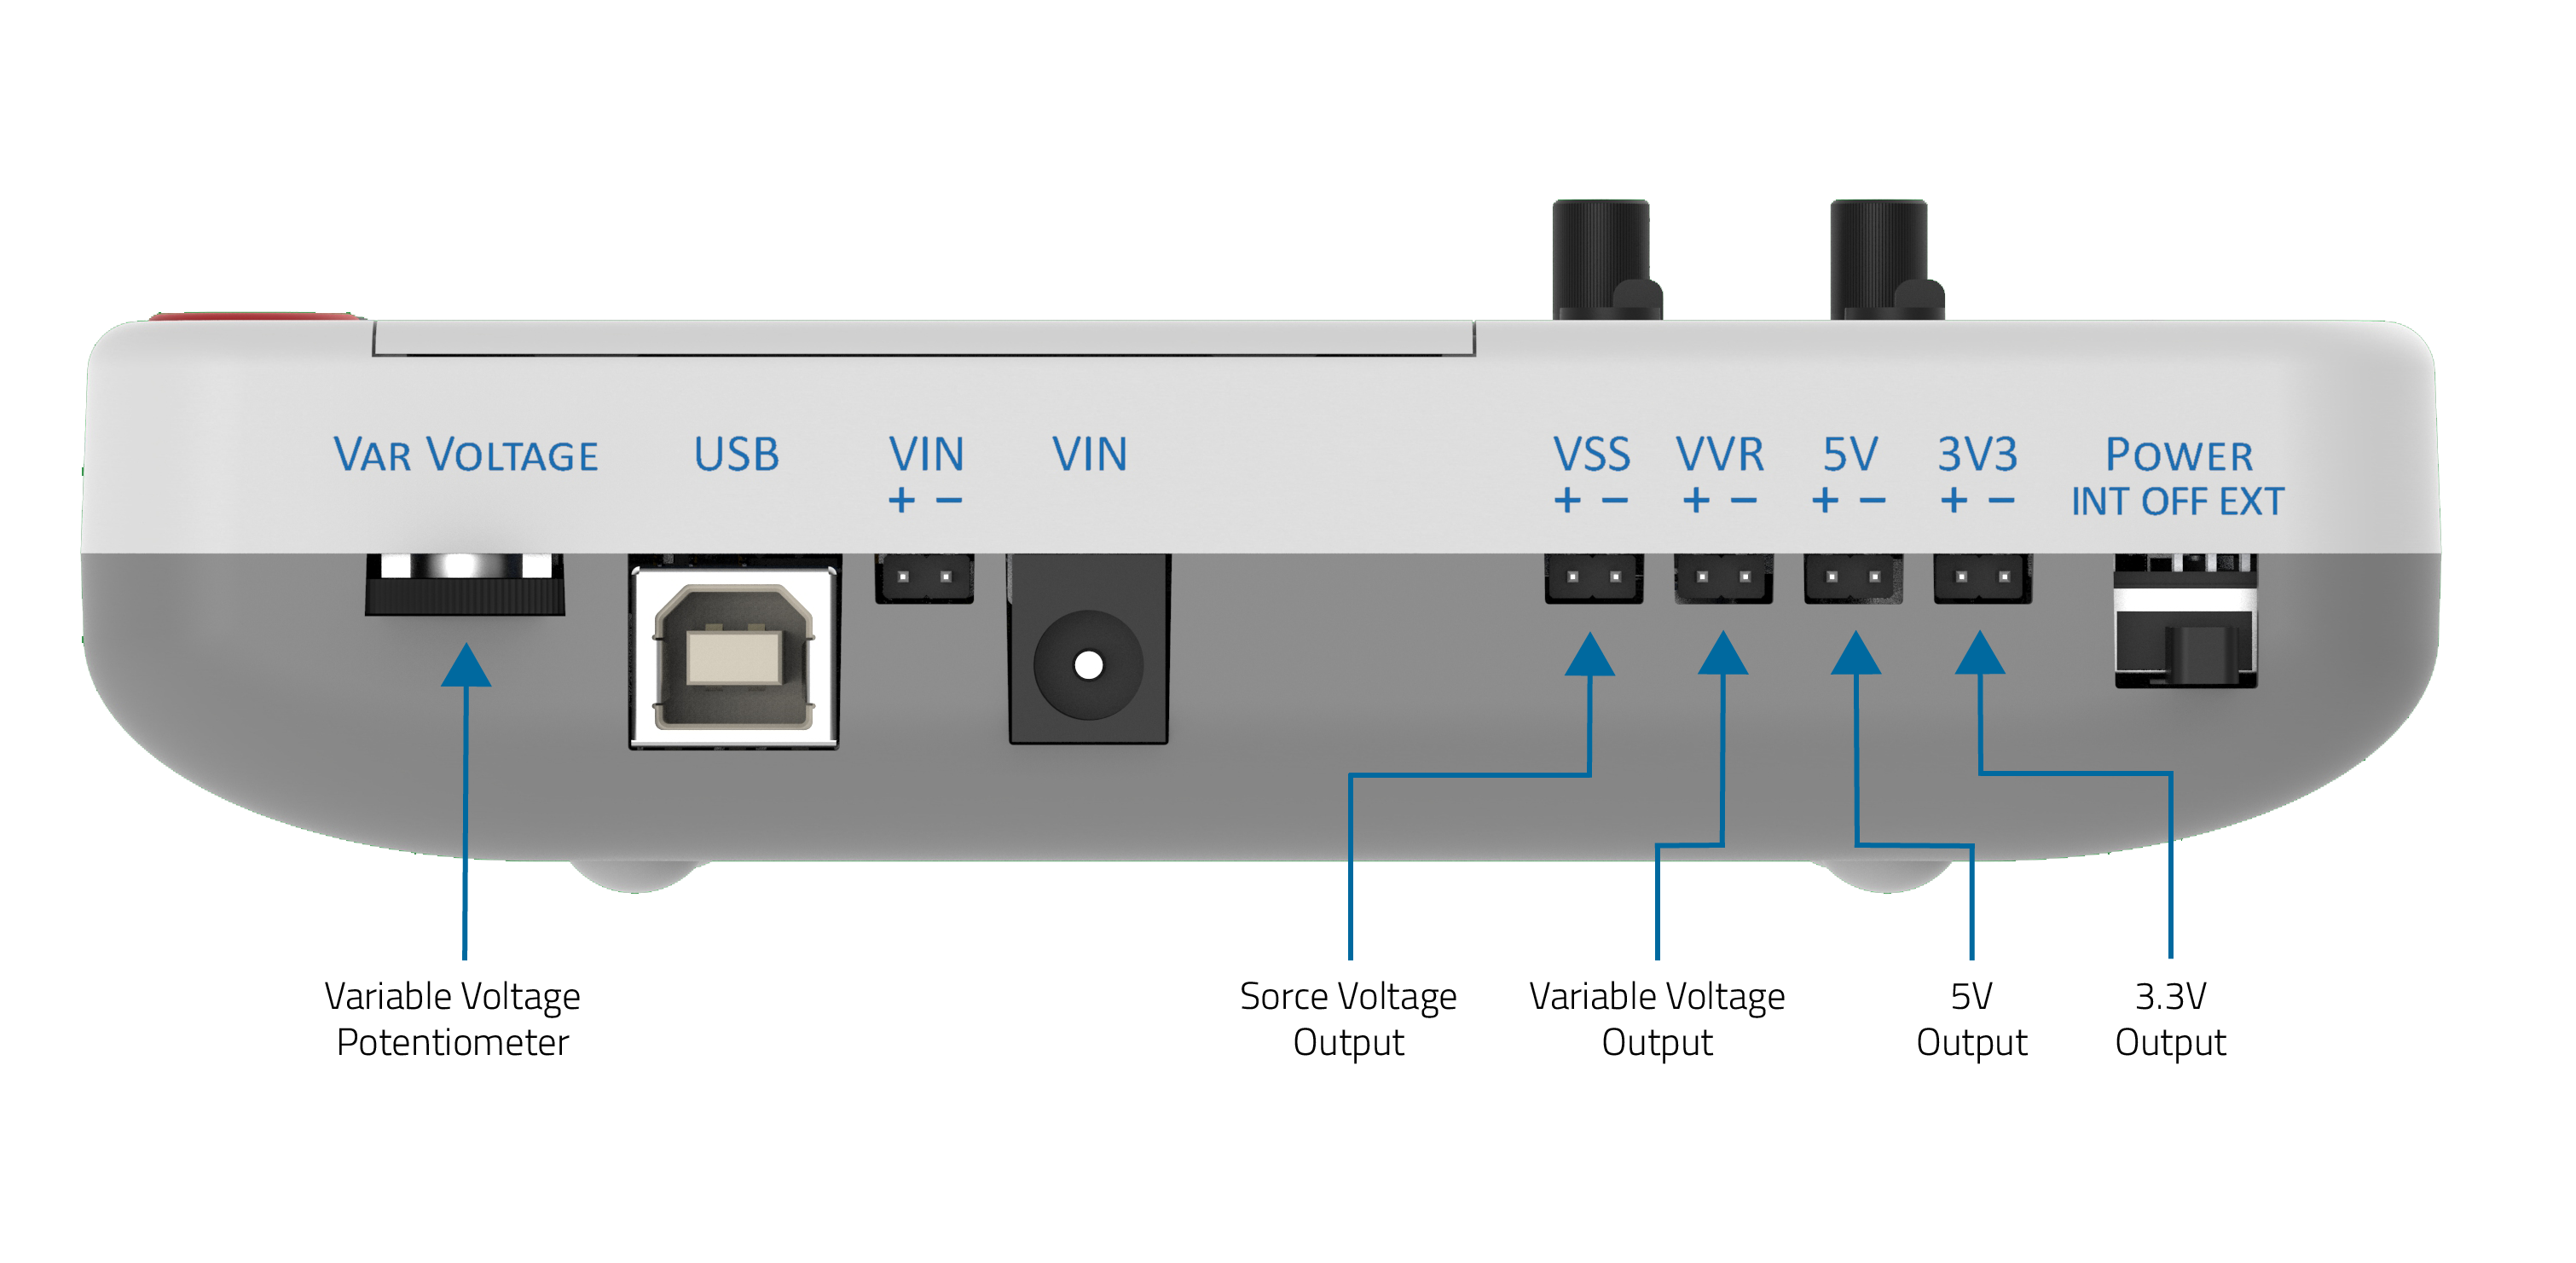 VAR VOLTAGE
USB
VIN
+ −
VIN
VSS
+ −
VVR
+ −
5V
+ −
3V3
+ −
POWER
INT OFF EXT
Variable Voltage
Potentiometer
Sorce Voltage
Output
Variable Voltage
Output
5V
Output
3.3V
Output